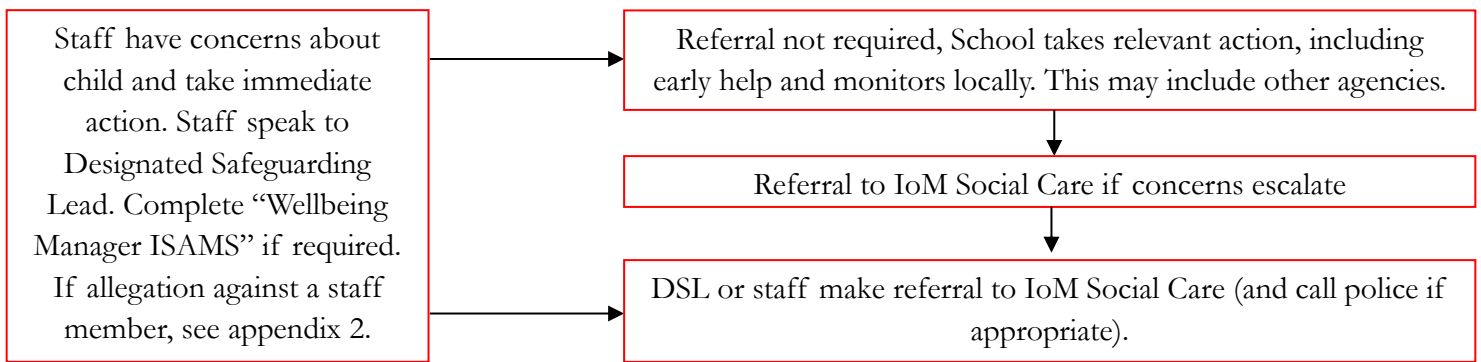 Staff have concerns about
child and take immediate
action. Staff speak to
Designated Safeguarding
Lead. Complete “Wellbeing
Manager ISAMS” if required.
If allegation against a staff
member, see appendix 2.
Referral not required, School takes relevant action, including
early help and monitors locally. This may include other agencies.
Referral to IoM Social Care if concerns escalate
DSL or staff make referral to IoM Social Care (and call police if
appropriate).